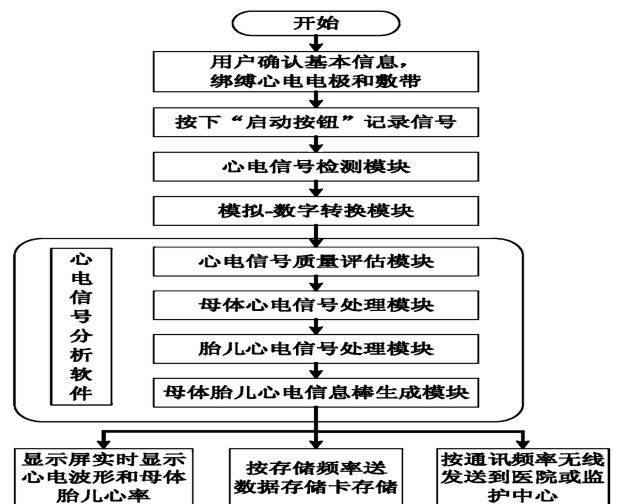 开始
用户确认基本信息，
绑缚心电电极和敷带
按下“启动按钮”记录信号
心电信号检测模块
模拟-数字转换模块
心电信号分析软件
心电信号质量评估模块
母体心电信号处理模块
胎儿心电信号处理模块
母体胎儿心电信息棒生成模块
显示屏实时显示
心电波形和母体
胎儿心率
按存储频率送
数据存储卡存储
按通讯频率无线
发送到医院或监
护中心